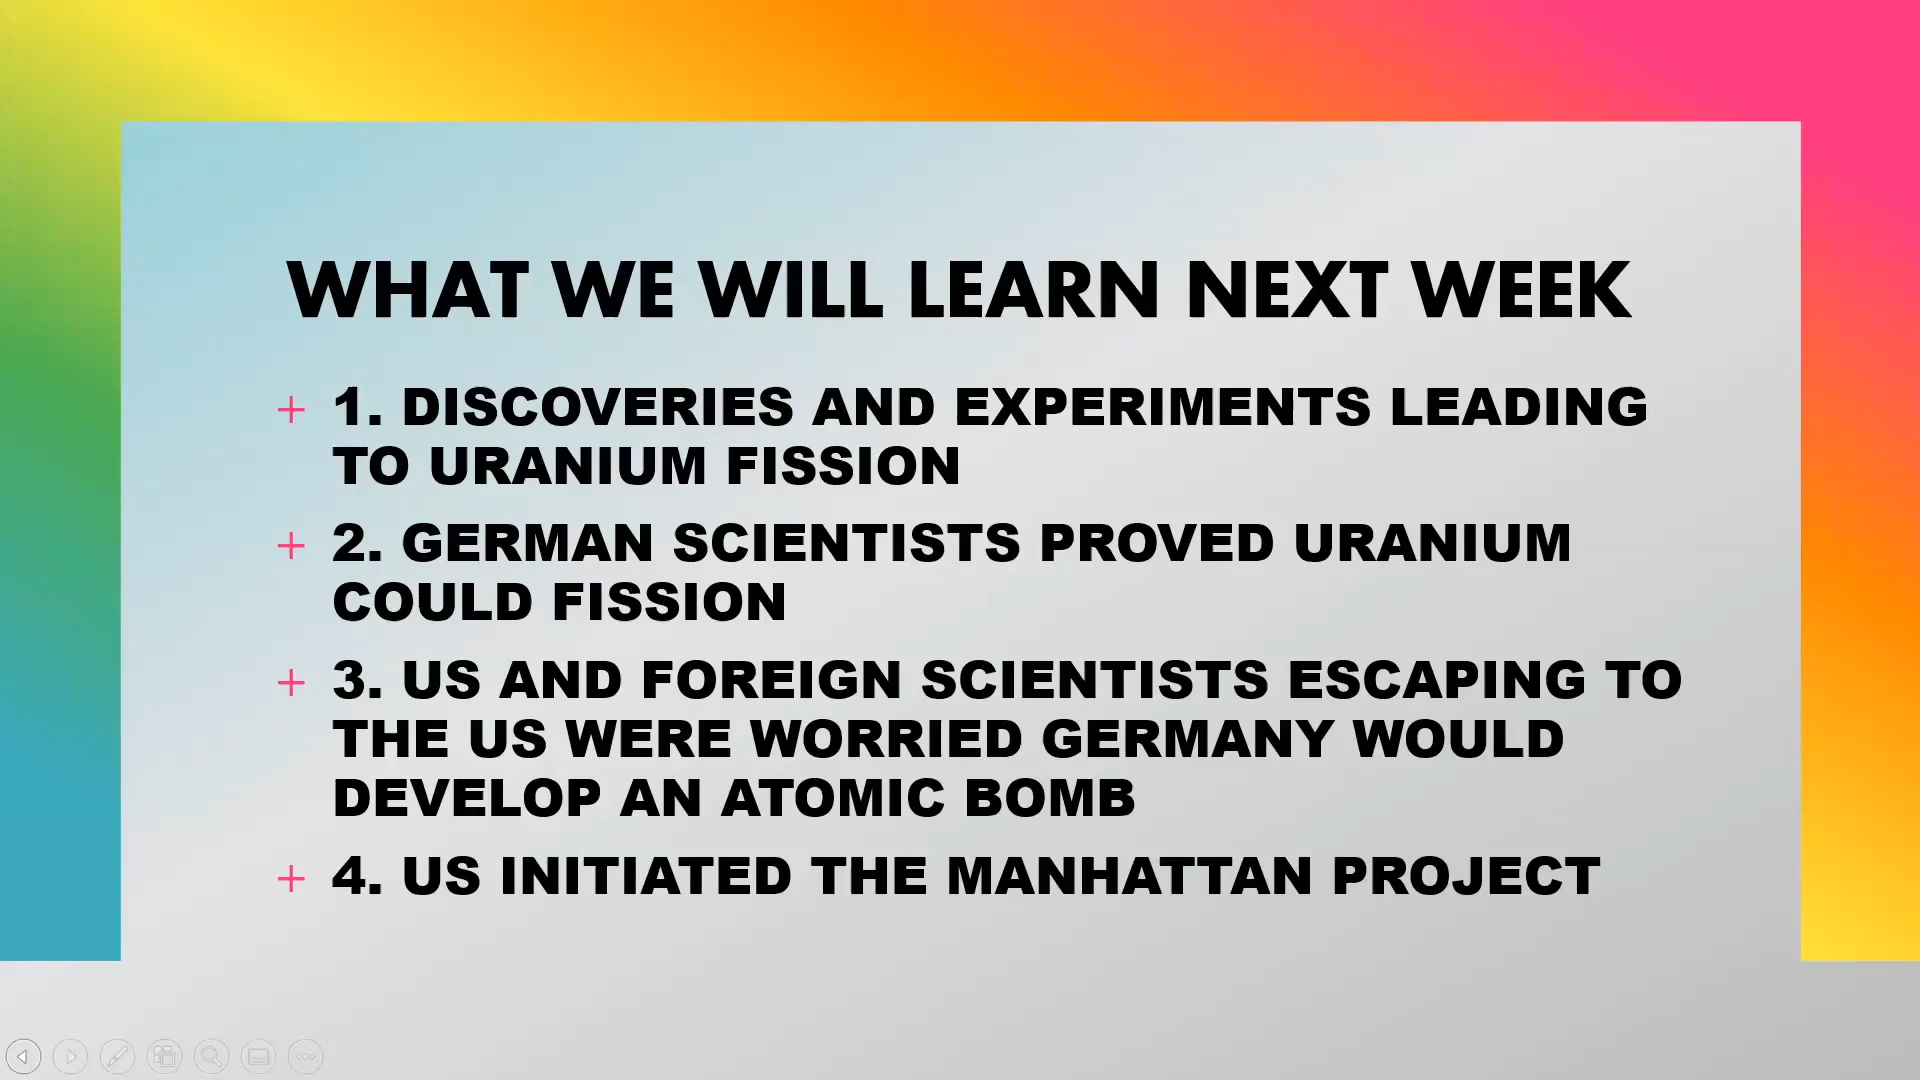 WHAT WE WILL LEARN NEXT WEEK
+ 1. DISCOVERIES AND EXPERIMENTS LEADING
TO URANIUM FISSION
+ 2. GERMAN SCIENTISTS PROVED URANIUM
COULD FISSION
+ 3. US AND FOREIGN SCIENTISTS ESCAPING TO
THE US WERE WORRIED GERMANY WOULD
DEVELOP AN ATOMIC BOMB
+ 4. US INITIATED THE MANHATTAN PROJECT